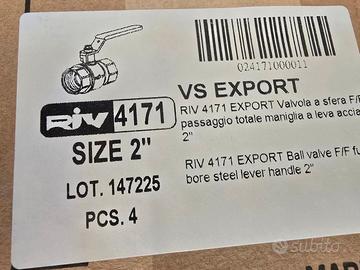 024171000011
VS EXPORT
RIV 4171 EXPORT Valvola a sfera F/F
passaggio totale maniglia a leva accia
2"
RIV 4171 EXPORT Ball valve F/F fu
bore steel lever handle 2"
RIV 4171
SIZE 2"
LOT. 147225
PCS. 4
subito